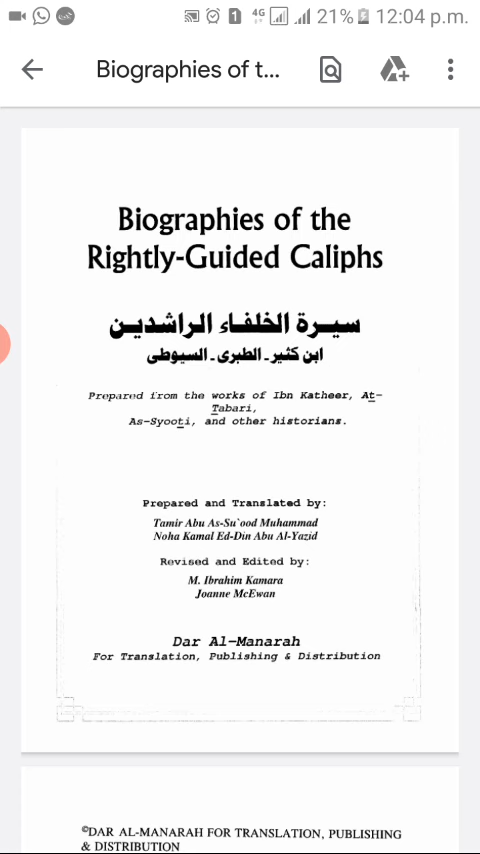 4G 21% 12:04 p.m.
Biographies of t...
Biographies of the
Rightly-Guided Caliphs
سيرة الخلفاء الراشدين
ابن كثير - الطبرى - السيوطى
Prepared from the works of Ibn Katheer, At-
Tabari,
As-Syooti, and other historians.
Prepared and Translated by:
Tamir Abu As-Su`ood Muhammad
Noha Kamal Ed-Din Abu Al-Yazid
Revised and Edited by:
M. Ibrahim Kamara
Joanne McEwan
Dar Al-Manarah
For Translation, Publishing & Distribution
©DAR AL-MANARAH FOR TRANSLATION, PUBLISHING
& DISTRIBUTION